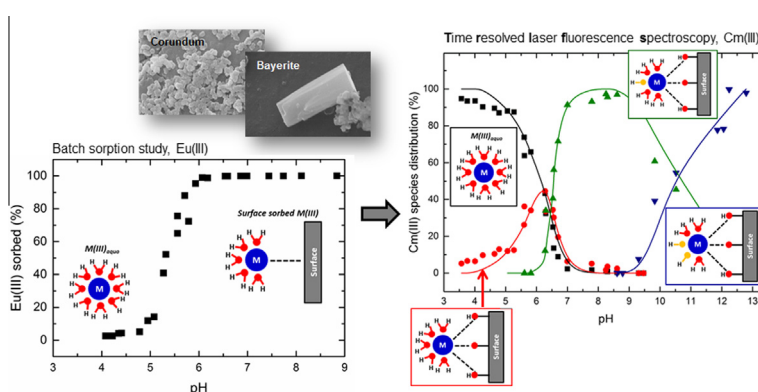 Corundum
Bayerite
Batch sorption study, Eu(III)
Eu(III) sorbed (%)
100
80
60
40
20
0
4 5 6 7 8 9
pH
M(III)aquo
M
H H H H H H H H H H
Surface sorbed M(III)
M
H H H H H
Surface
Time resolved laser fluorescence spectroscopy, Cm(III)
Cm(III) species distribution (%)
100
80
60
40
20
0
3 4 5 6 7 8 9 10 11 12 13
pH
M(III)aquo
M
Surface
M
Surface
M
Surface
M